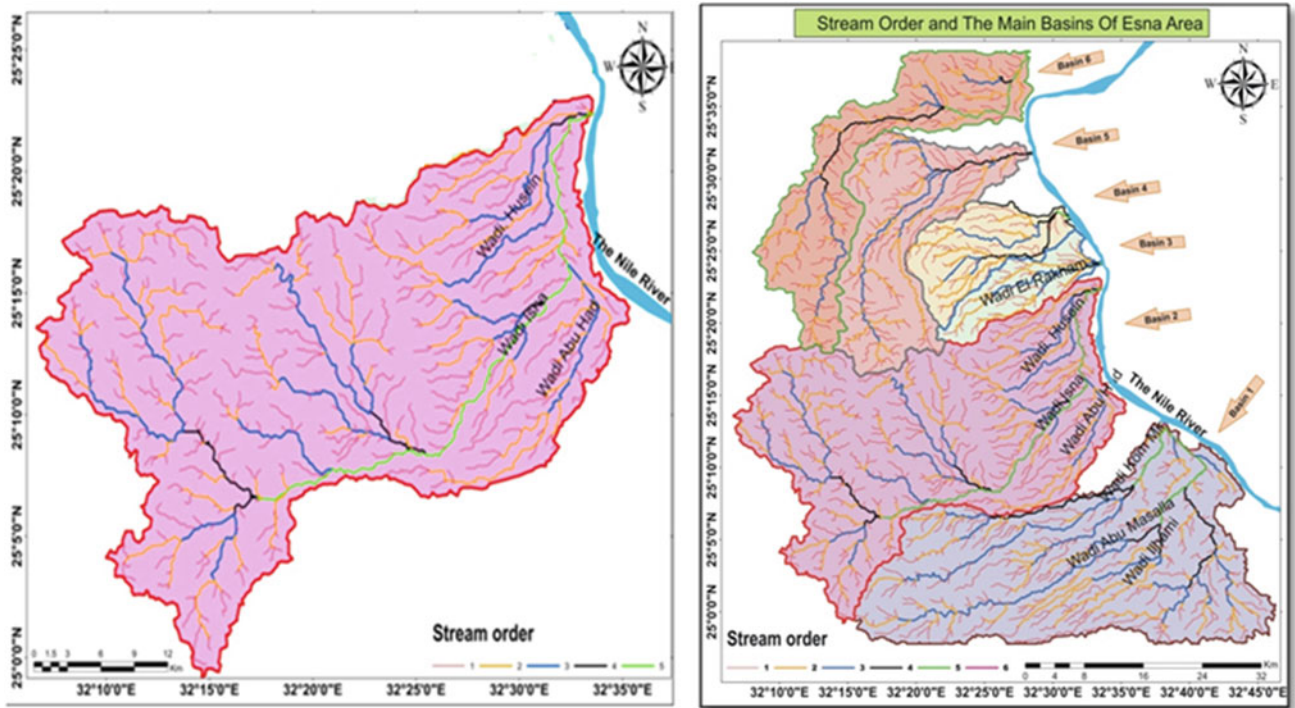 N
W
S
25°25'0"N
25°20'0"N
25°15'0"N
25°10'0"N
25°5'0"N
25°0'0"N
Wadi. Husein
The Nile River
Wadi Isna
Wadi Abu Had
Stream order
1 2 3 4 5
0 1.5 3 6 9 12
Km
32°10'0"E 32°15'0"E 32°20'0"E 32°25'0"E 32°30'0"E 32°35'0"E
Stream Order and The Main Basins Of Esna Area
N
W E
S
Basin 6
Basin 5
Basin 4
Basin 3
Basin 2
Basin 1
25°35'0"N
25°30'0"N
25°25'0"N
25°20'0"N
25°15'0"N
25°10'0"N
25°5'0"N
25°0'0"N
Wadi El Rakham
Wadi. Husein
Wadi Isna
Wadi Abu H d
The Nile River
Wadi Abu Masalla
Stream order
1 2 3 4 5 6
Km
0 4 8 16 24 32
32°10'0"E 32°15'0"E 32°20'0"E 32°25'0"E 32°30'0"E 32°35'0"E 32°40'0"E 32°45'0"E